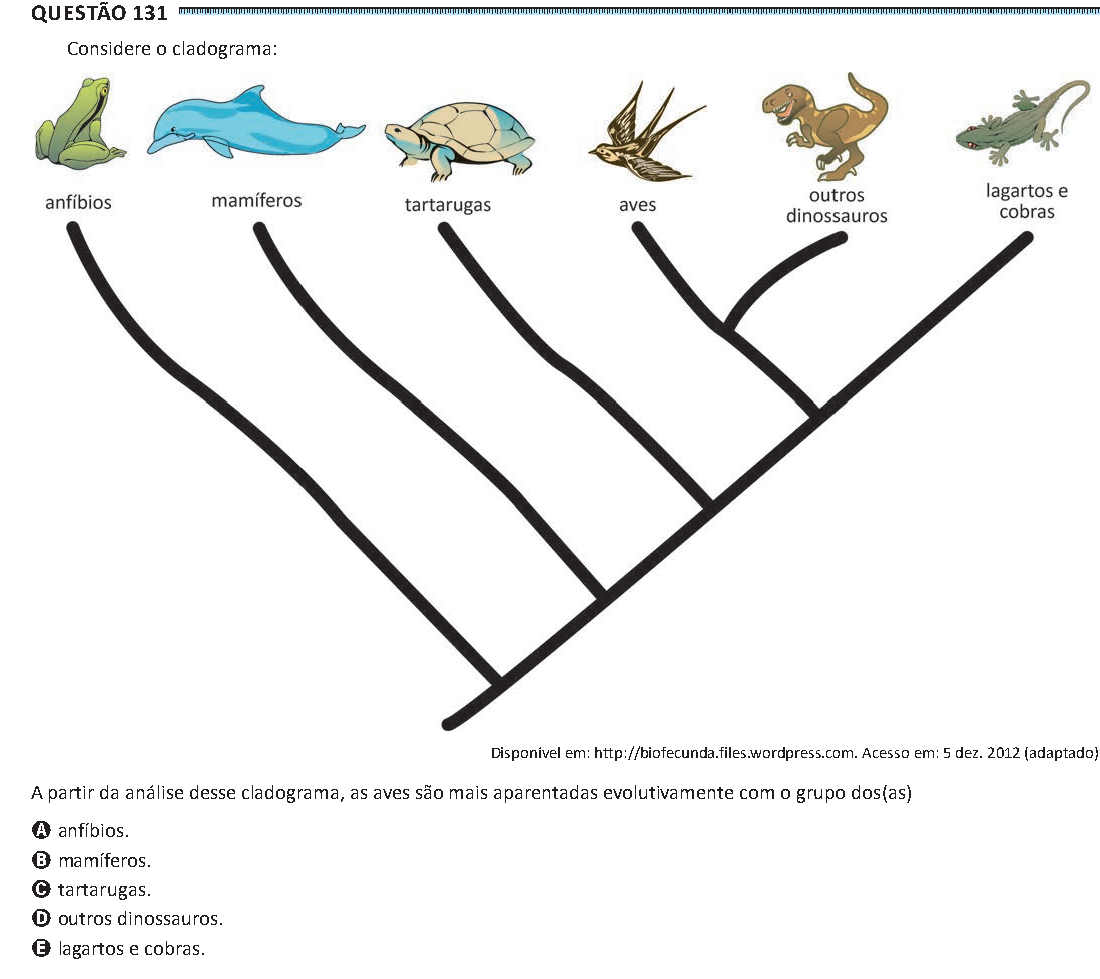 QUESTÃO 131
Considere o cladograma:
anfíbios
mamíferos
tartarugas
aves
outros
dinossauros
lagartos e
cobras
Disponível em: http://biofecunda.files.wordpress.com. Acesso em: 5 dez. 2012 (adaptado)
A partir da análise desse cladograma, as aves são mais aparentadas evolutivamente com o grupo dos(as)
A anfíbios.
B mamíferos.
C tartarugas.
D outros dinossauros.
E lagartos e cobras.